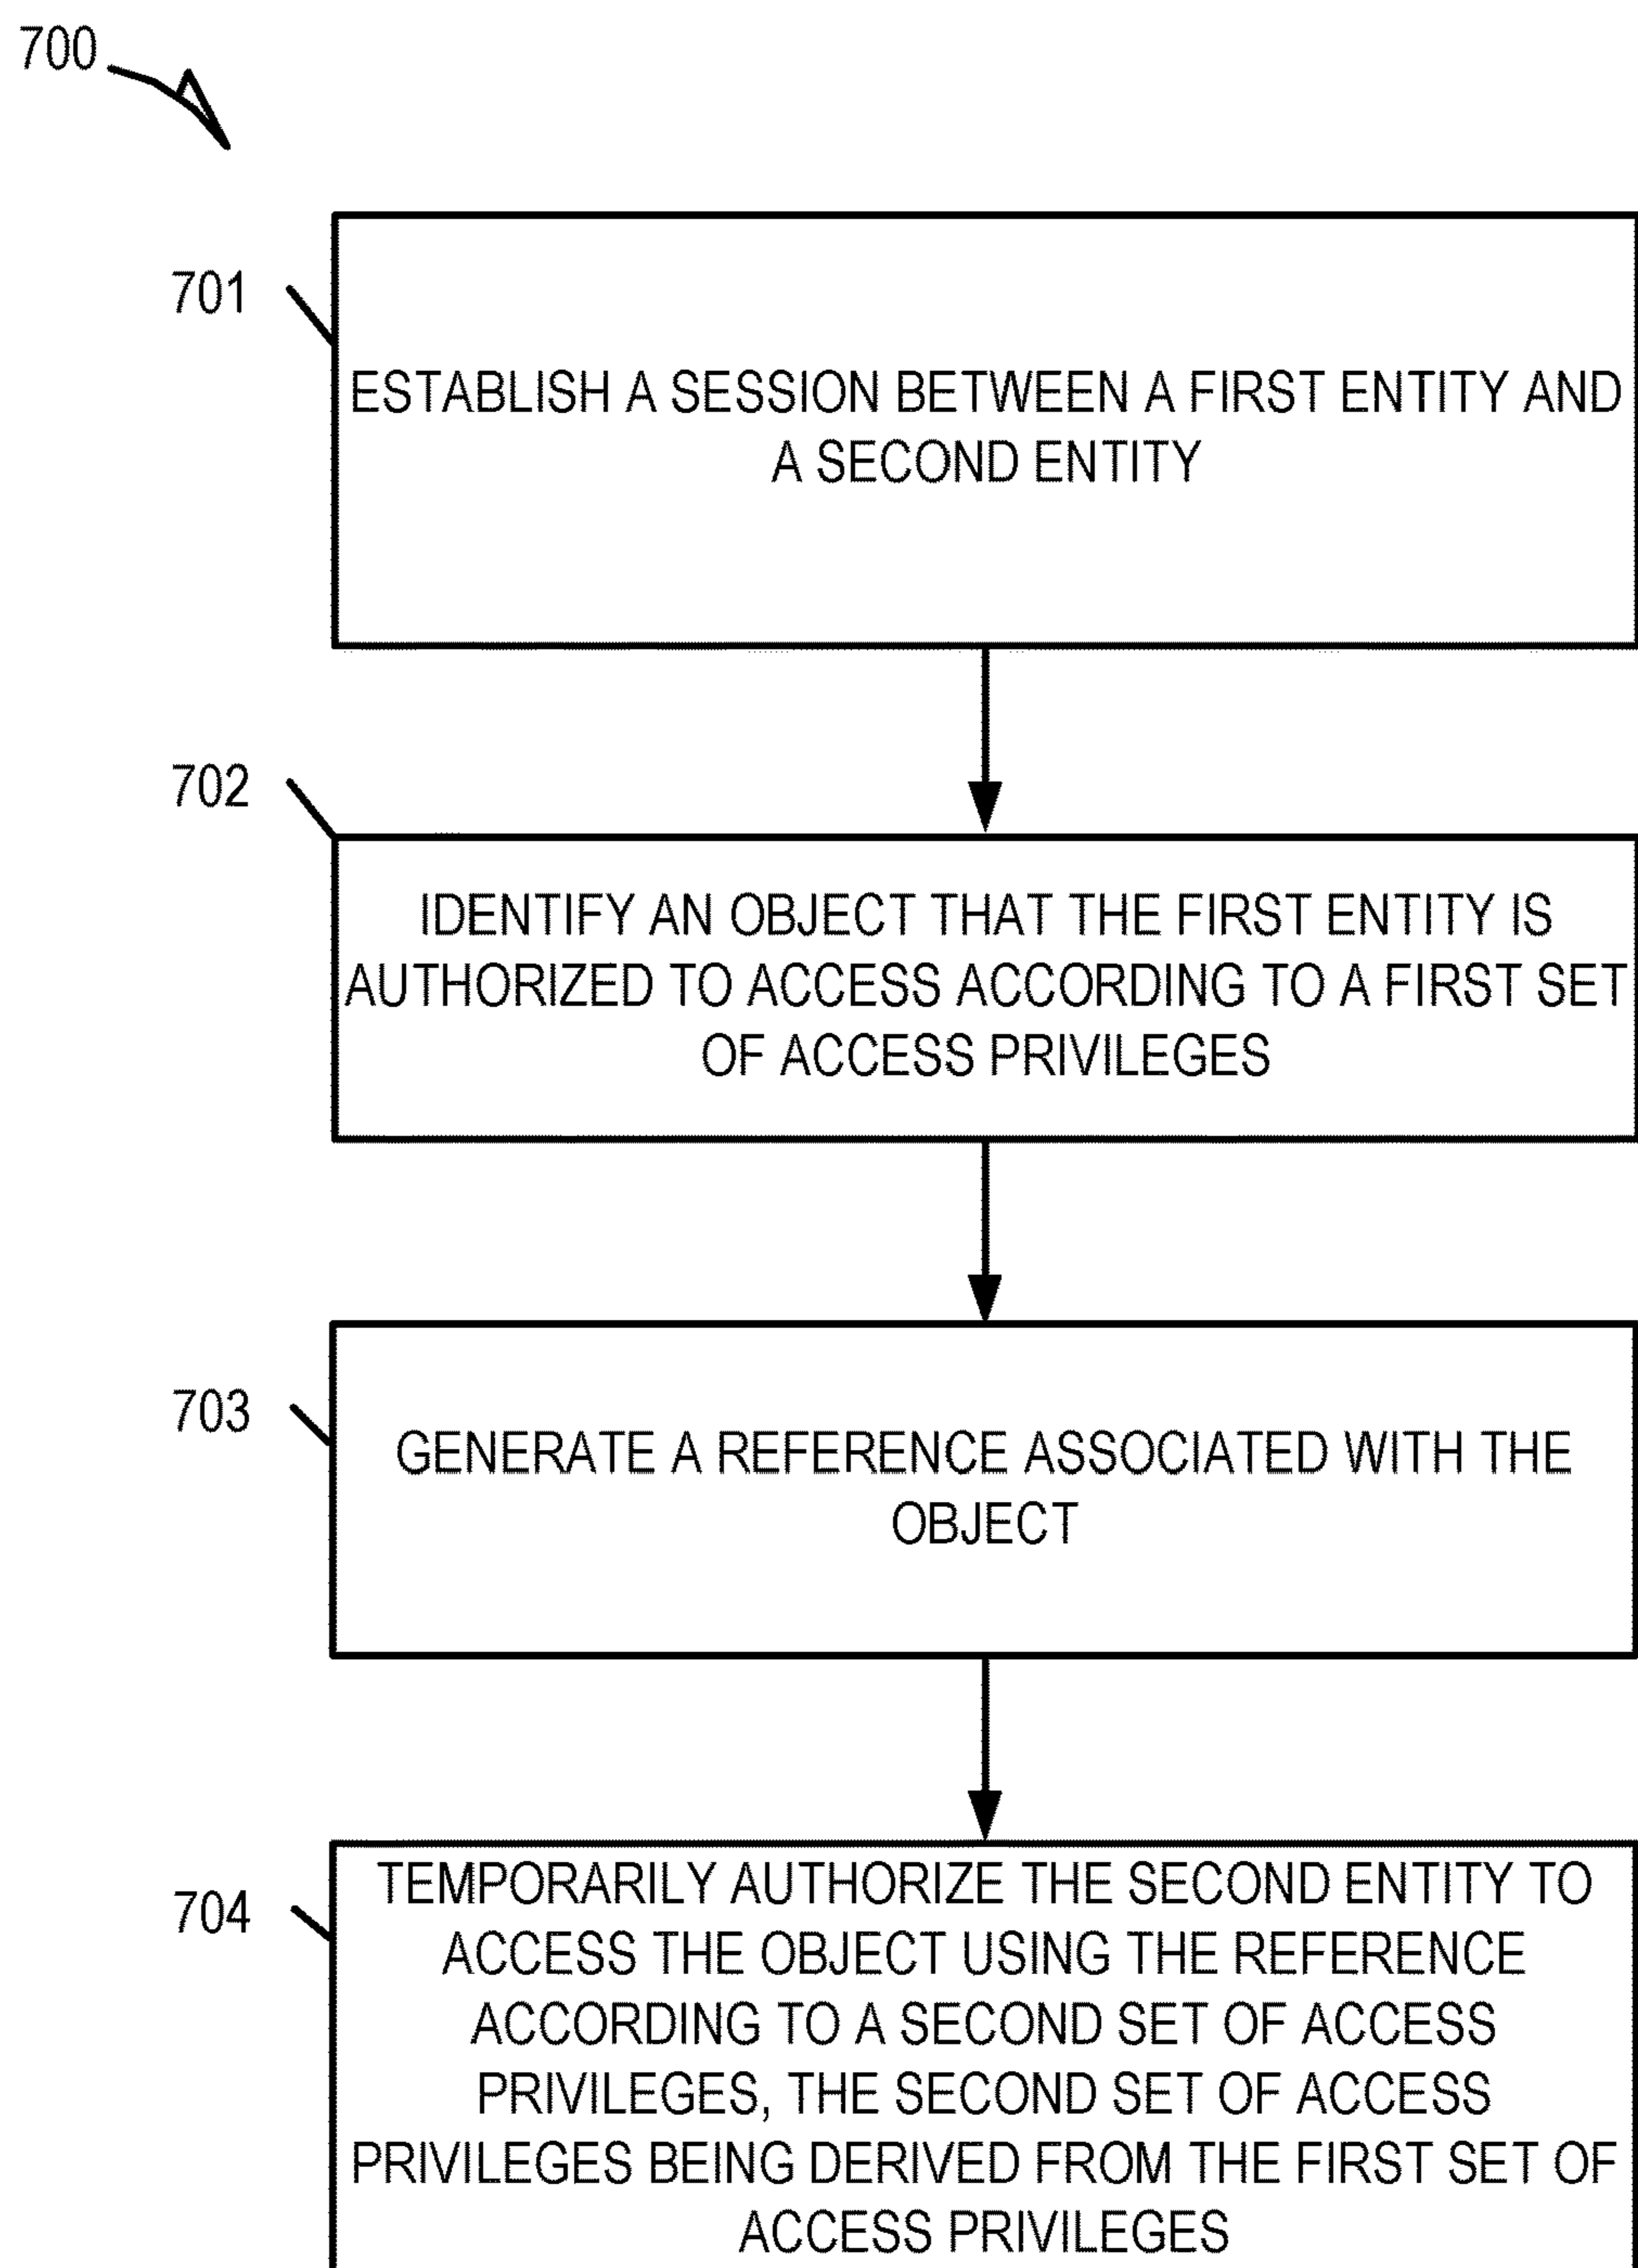 700
701
ESTABLISH A SESSION BETWEEN A FIRST ENTITY AND
A SECOND ENTITY
702
IDENTIFY AN OBJECT THAT THE FIRST ENTITY IS
AUTHORIZED TO ACCESS ACCORDING TO A FIRST SET
OF ACCESS PRIVILEGES
703
GENERATE A REFERENCE ASSOCIATED WITH THE
OBJECT
704
TEMPORARILY AUTHORIZE THE SECOND ENTITY TO
ACCESS THE OBJECT USING THE REFERENCE
ACCORDING TO A SECOND SET OF ACCESS
PRIVILEGES, THE SECOND SET OF ACCESS
PRIVILEGES BEING DERIVED FROM THE FIRST SET OF
ACCESS PRIVILEGES